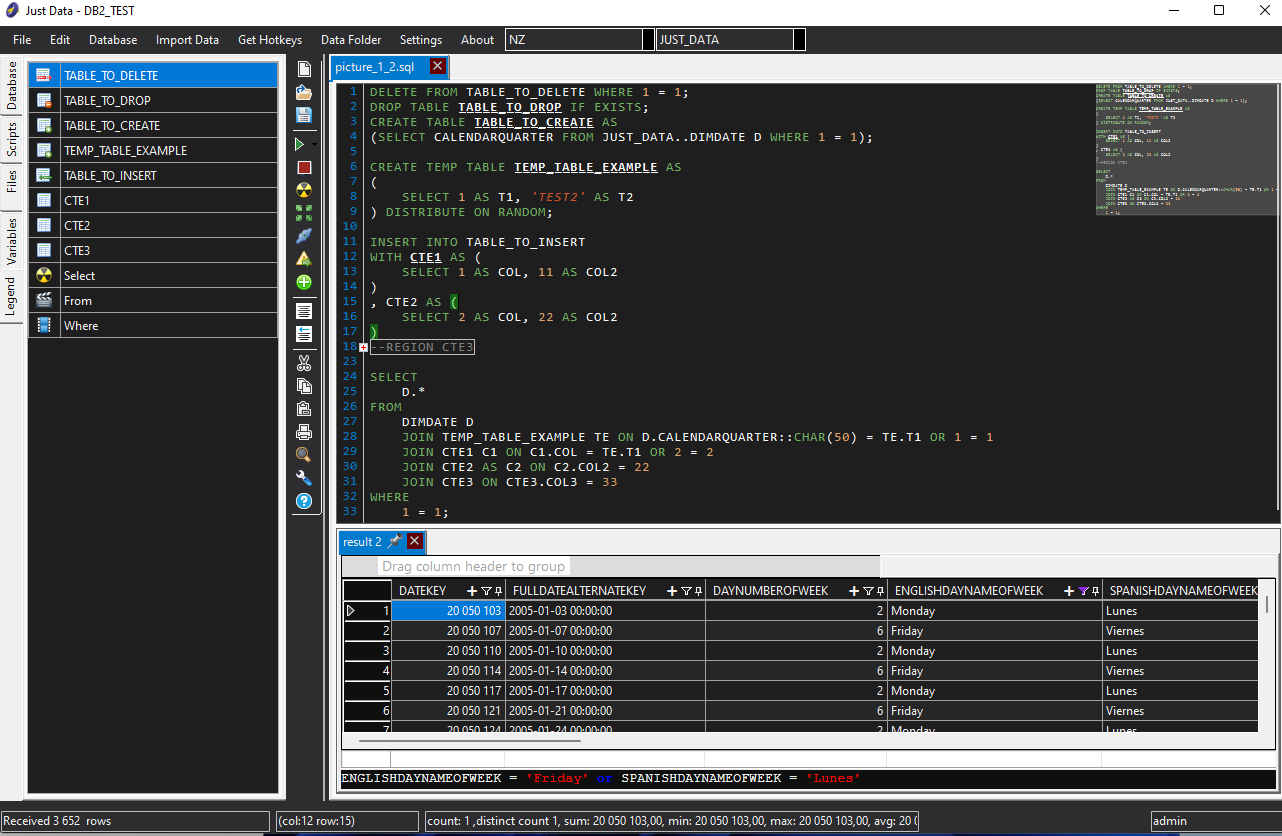 Just Data - DB2_TEST
File Edit Database Import Data Get Hotkeys Data Folder Settings About NZ JUST_DATA
Database
Scripts
Files
Variables
Legend
TABLE_TO_DELETE
TABLE_TO_DROP
TABLE_TO_CREATE
TEMP_TABLE_EXAMPLE
TABLE_TO_INSERT
CTE1
CTE2
CTE3
Select
From
Where
picture_1_2.sql
1 DELETE FROM TABLE_TO_DELETE WHERE 1 = 1;
2 DROP TABLE TABLE_TO_DROP IF EXISTS;
3 CREATE TABLE TABLE_TO_CREATE AS
4 (SELECT CALENDARQUARTER FROM JUST_DATA..DIMDATE D WHERE 1 = 1);
5
6 CREATE TEMP TABLE TEMP_TABLE_EXAMPLE AS
7 (
8 SELECT 1 AS T1, 'TEST2' AS T2
9 ) DISTRIBUTE ON RANDOM;
10
11 INSERT INTO TABLE_TO_INSERT
12 WITH CTE1 AS (
13 SELECT 1 AS COL, 11 AS COL2
14 )
15 , CTE2 AS (
16 SELECT 2 AS COL, 22 AS COL2
17 )
18 --REGION CTE3
23
24 SELECT
25 D.*
26 FROM
27 DIMDATE D
28 JOIN TEMP_TABLE_EXAMPLE TE ON D.CALENDARQUARTER::CHAR(50) = TE.T1 OR 1 = 1
29 JOIN CTE1 C1 ON C1.COL = TE.T1 OR 2 = 2
30 JOIN CTE2 AS C2 ON C2.COL2 = 22
31 JOIN CTE3 ON CTE3.COL3 = 33
32 WHERE
33 1 = 1;
result 2
Drag column header to group
DATEKEY FULLDATEALTERNATEKEY DAYNUMBEROFWEEK ENGLISHDAYNAMEOFWEEK SPANISHDAYNAMEOFWEEK
1 20 050 103 2005-01-03 00:00:00 2 Monday Lunes
2 20 050 107 2005-01-07 00:00:00 6 Friday Viernes
3 20 050 110 2005-01-10 00:00:00 2 Monday Lunes
4 20 050 114 2005-01-14 00:00:00 6 Friday Viernes
5 20 050 117 2005-01-17 00:00:00 2 Monday Lunes
6 20 050 121 2005-01-21 00:00:00 6 Friday Viernes
7 20 050 124 2005-01-24 00:00:00 2 Monday Lunes
ENGLISHDAYNAMEOFWEEK = 'Friday' or SPANISHDAYNAMEOFWEEK = 'Lunes'
Received 3 652 rows (col:12 row:15) count: 1 ,distinct count 1, sum: 20 050 103,00, min: 20 050 103,00, max: 20 050 103,00, avg: 20 admin